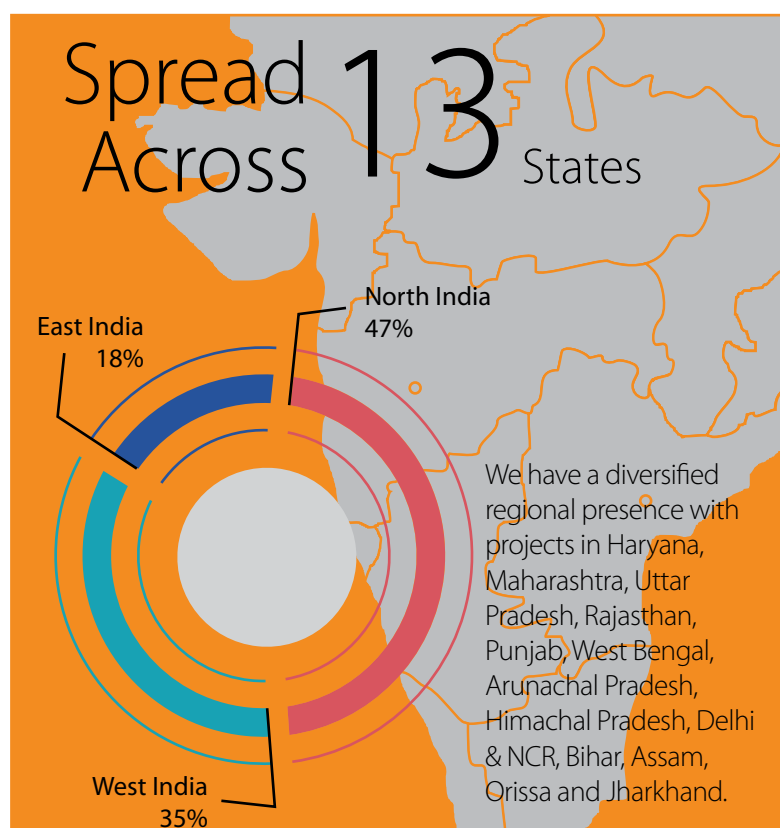 Spread
Across
13
States
North India
47%
East India
18%
We have a diversified
regional presence with
projects in Haryana,
Maharashtra, Uttar
Pradesh, Rajasthan,
Punjab, West Bengal,
Arunachal Pradesh,
Himachal Pradesh, Delhi
& NCR, Bihar, Assam,
Orissa and Jharkhand.
West India
35%